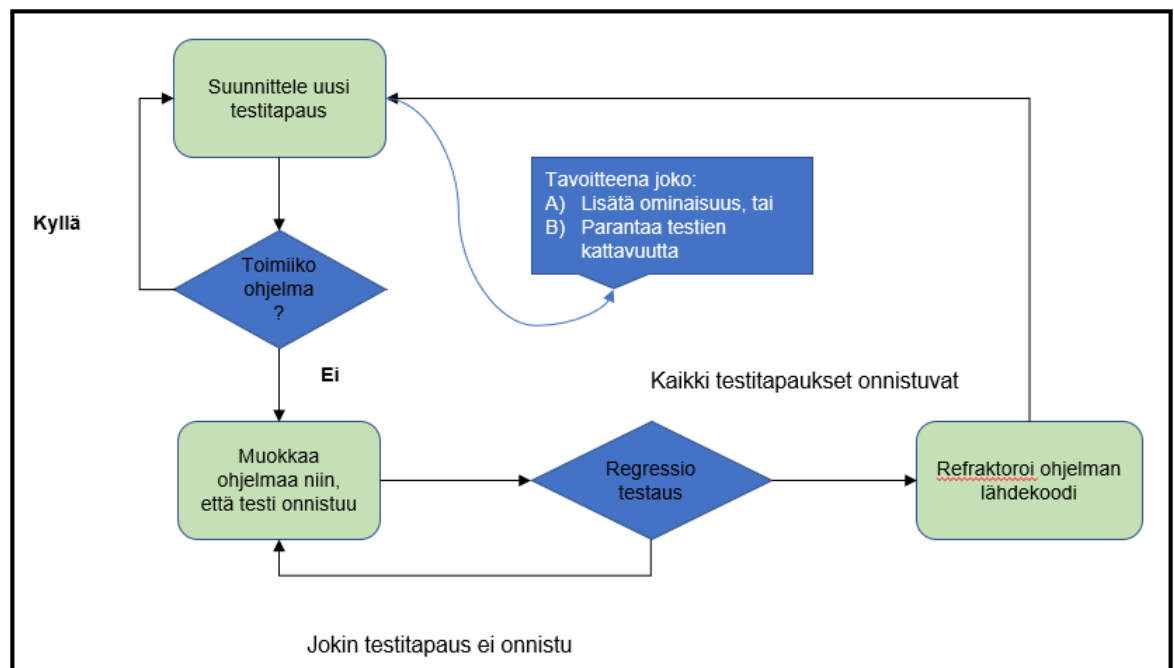 Suunnittele uusi
testitapaus
Tavoitteena joko:
A) Lisätä ominaisuus, tai
B) Parantaa testien
kattavuutta
Kyllä
Toimiiko
ohjelma
?
Ei
Kaikki testitapaukset onnistuvat
Muokkaa
ohjelmaa niin,
että testi onnistuu
Regressio
testaus
Refraktoroi ohjelman
lähdekoodi
Jokin testitapaus ei onnistu